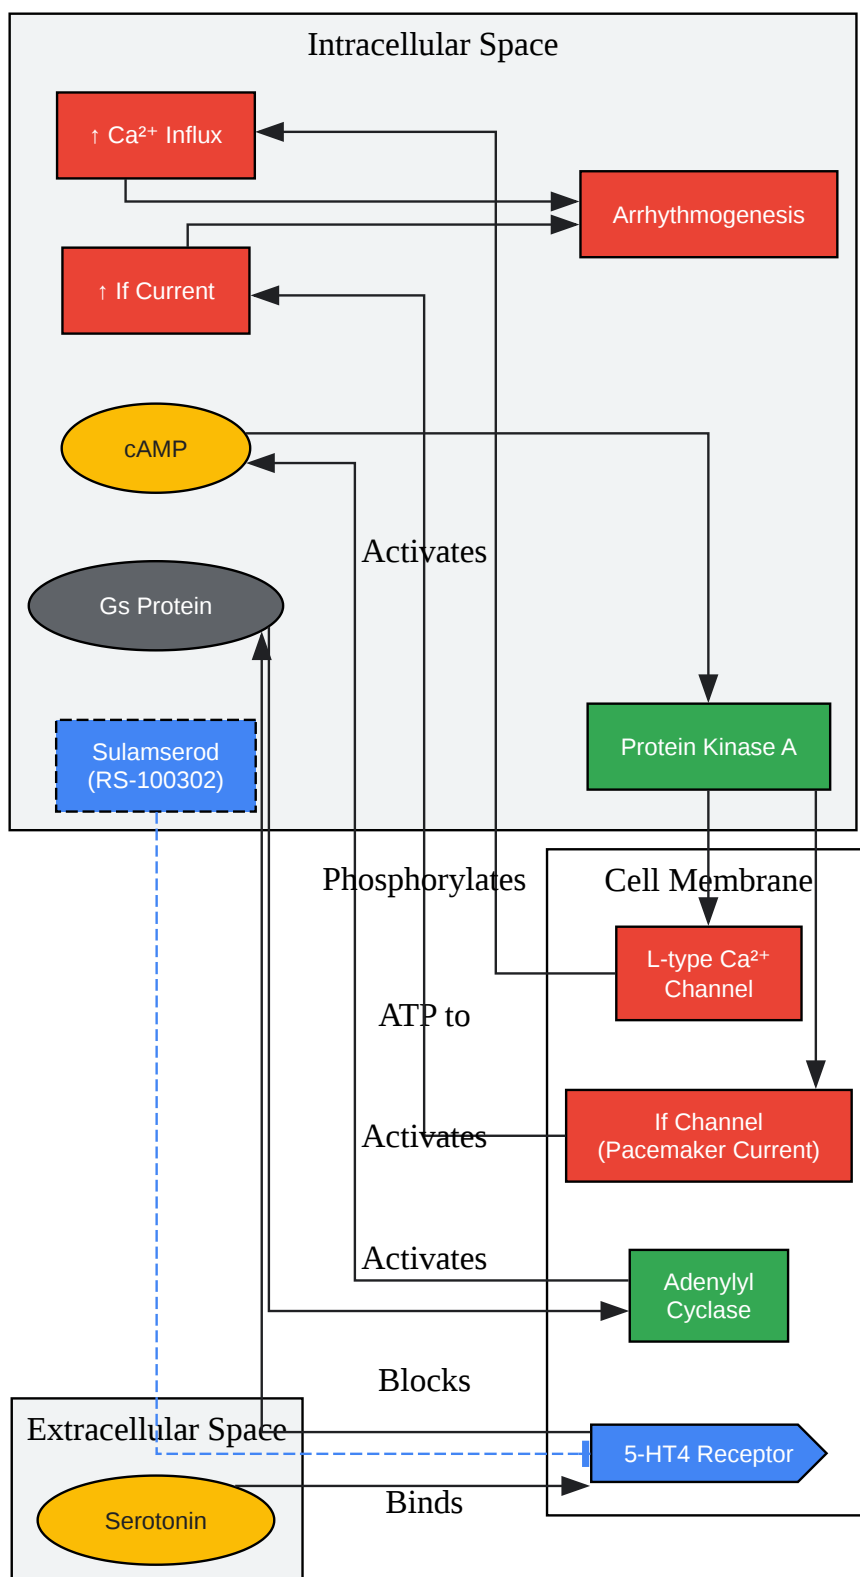 Intracellular Space
↑ Ca²⁺ Influx
Arrhythmogenesis
↑ If Current
cAMP
Activates
Gs Protein
Sulamserod
(RS-100302)
Protein Kinase A
Phosphorylates
Cell Membrane
L-type Ca²⁺
Channel
ATP to
If Channel
(Pacemaker Current)
Activates
Activates
Adenylyl
Cyclase
Blocks
Extracellular Space
5-HT4 Receptor
Binds
Serotonin